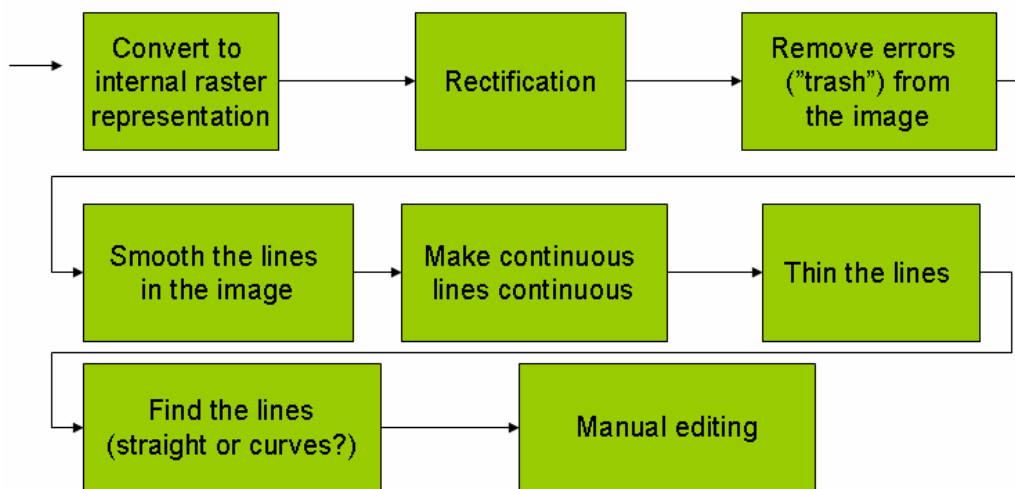 Convert to
internal raster
representation
Rectification
Remove errors
(”trash”) from
the image
Smooth the lines
in the image
Make continuous
lines continuous
Thin the lines
Find the lines
(straight or curves?)
Manual editing